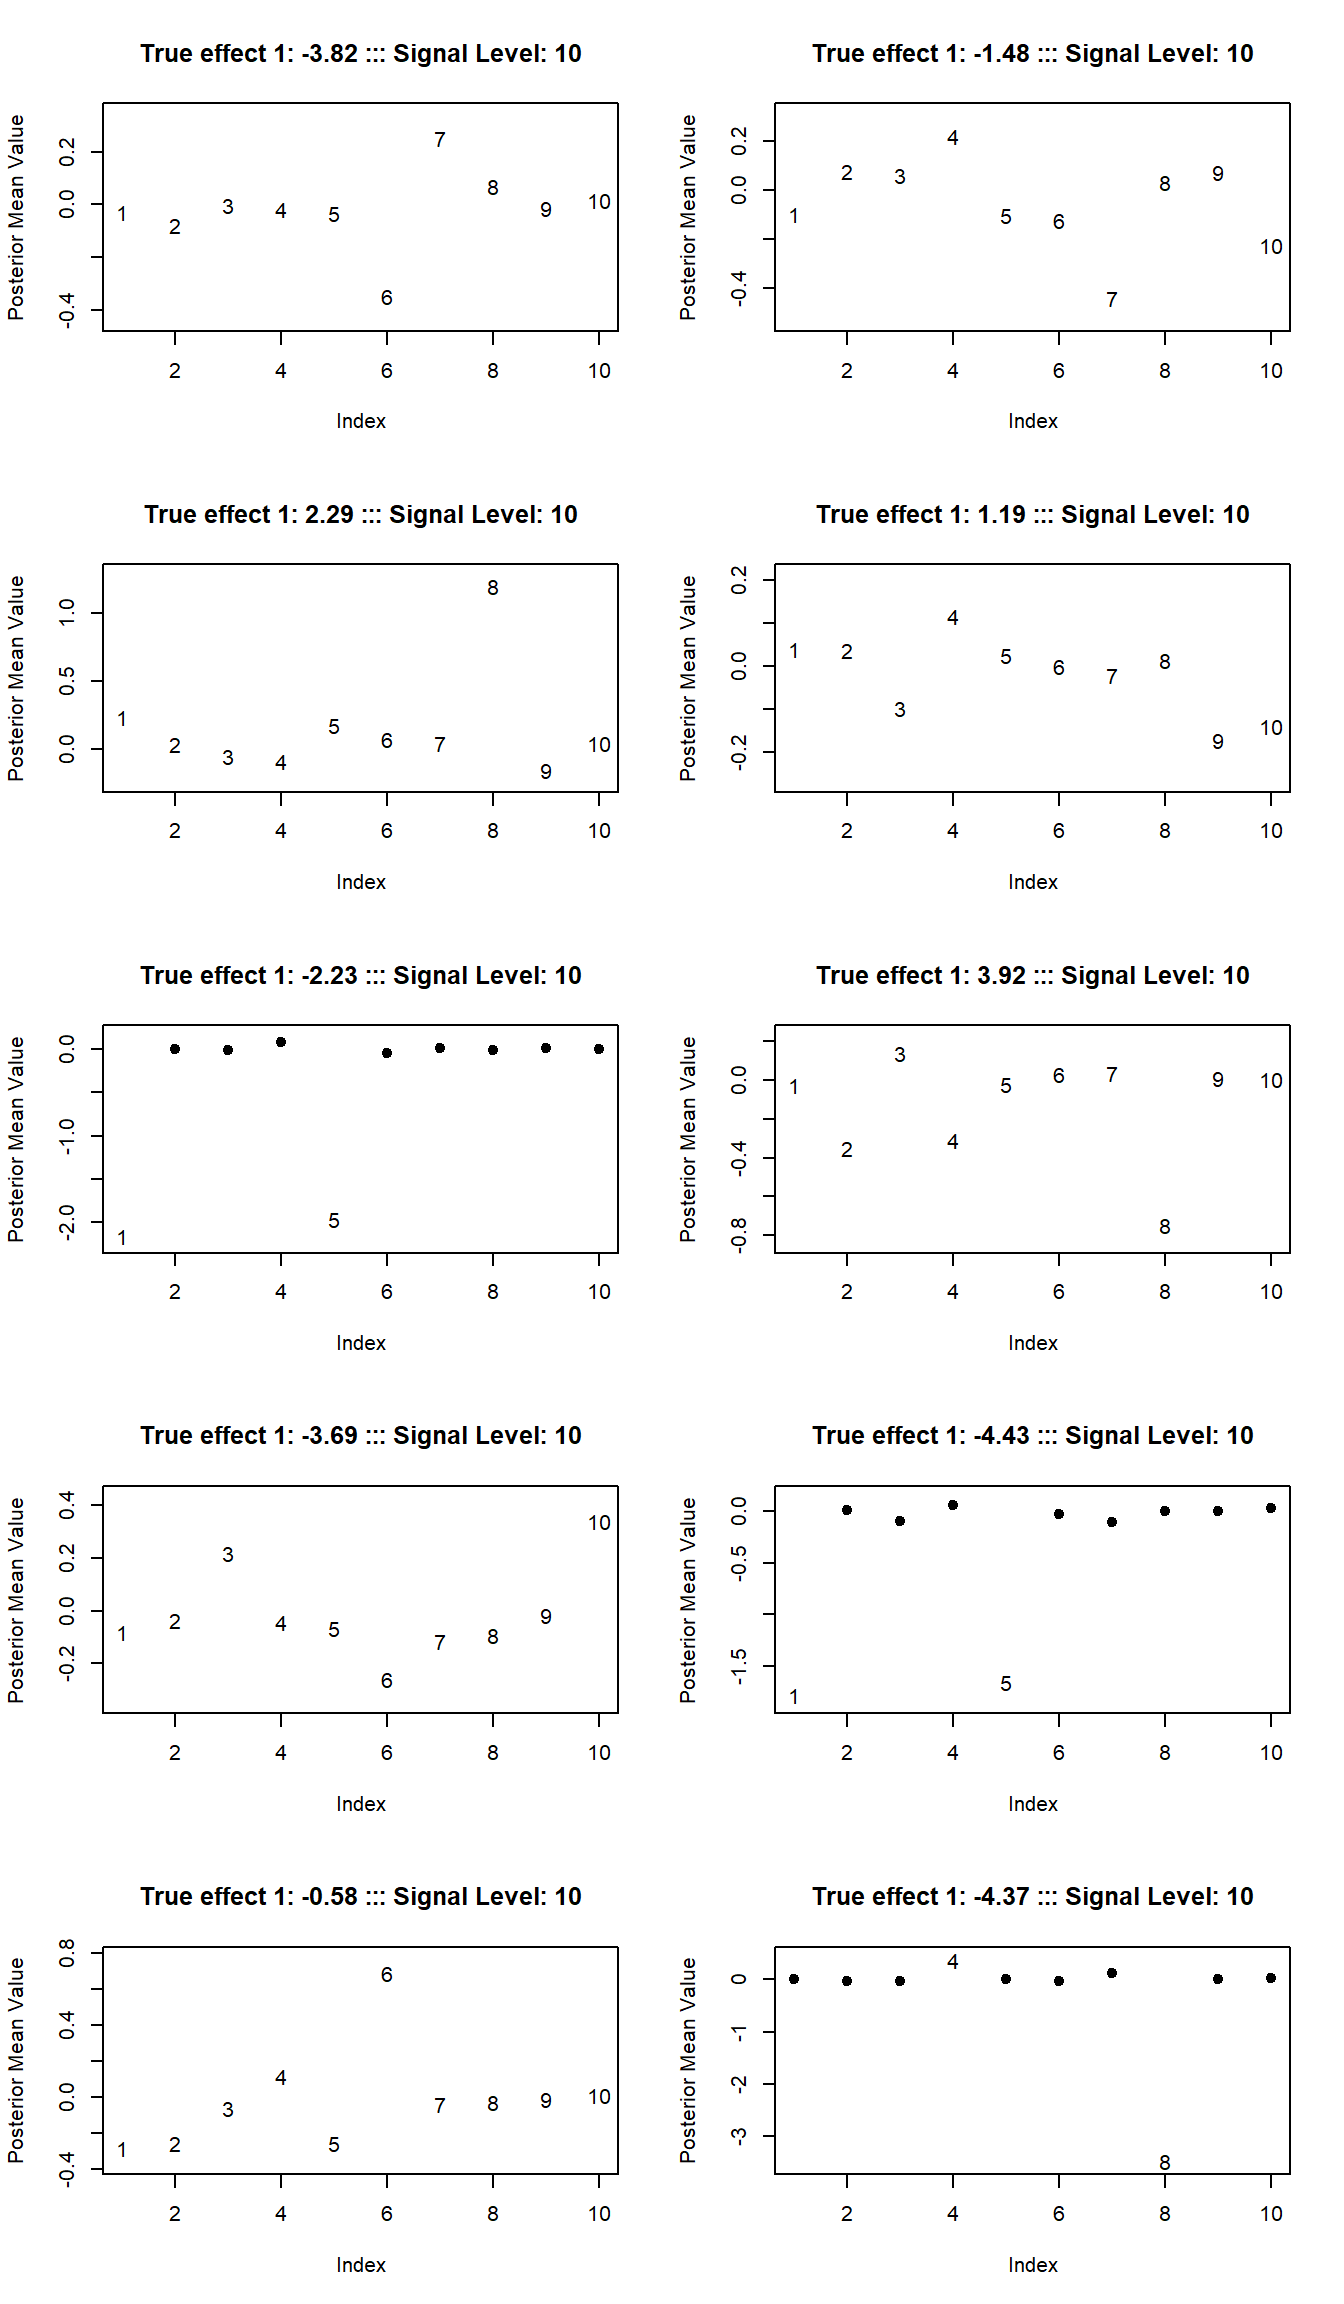 True effect 1: -3.82 ::: Signal Level: 10
Posterior Mean Value
0.2
0.0
-0.4
1 2 3 4 5 6 7 8 9 10
2 4 6 8 10
Index
True effect 1: -1.48 ::: Signal Level: 10
Posterior Mean Value
0.2
0.0
-0.4
1 2 3 4 5 6 7 8 9 10
2 4 6 8 10
Index
True effect 1: 2.29 ::: Signal Level: 10
Posterior Mean Value
1.0
0.5
0.0
1 2 3 4 5 6 7 8 9 10
2 4 6 8 10
Index
True effect 1: 1.19 ::: Signal Level: 10
Posterior Mean Value
0.2
0.0
-0.2
1 2 3 4 5 6 7 8 9 10
2 4 6 8 10
Index
True effect 1: -2.23 ::: Signal Level: 10
Posterior Mean Value
0.0
-1.0
-2.0
1 5
2 4 6 8 10
Index
True effect 1: 3.92 ::: Signal Level: 10
Posterior Mean Value
0.0
-0.4
-0.8
1 2 3 4 5 6 7 8 9 10
2 4 6 8 10
Index
True effect 1: -3.69 ::: Signal Level: 10
Posterior Mean Value
0.4
0.2
0.0
-0.2
1 2 3 4 5 6 7 8 9 10
2 4 6 8 10
Index
True effect 1: -4.43 ::: Signal Level: 10
Posterior Mean Value
0.0
-0.5
-1.5
1 5
2 4 6 8 10
Index
True effect 1: -0.58 ::: Signal Level: 10
Posterior Mean Value
0.8
0.4
0.0
-0.4
1 2 3 4 5 6 7 8 9 10
2 4 6 8 10
Index
True effect 1: -4.37 ::: Signal Level: 10
Posterior Mean Value
0
-1
-2
-3
4 8
2 4 6 8 10
Index